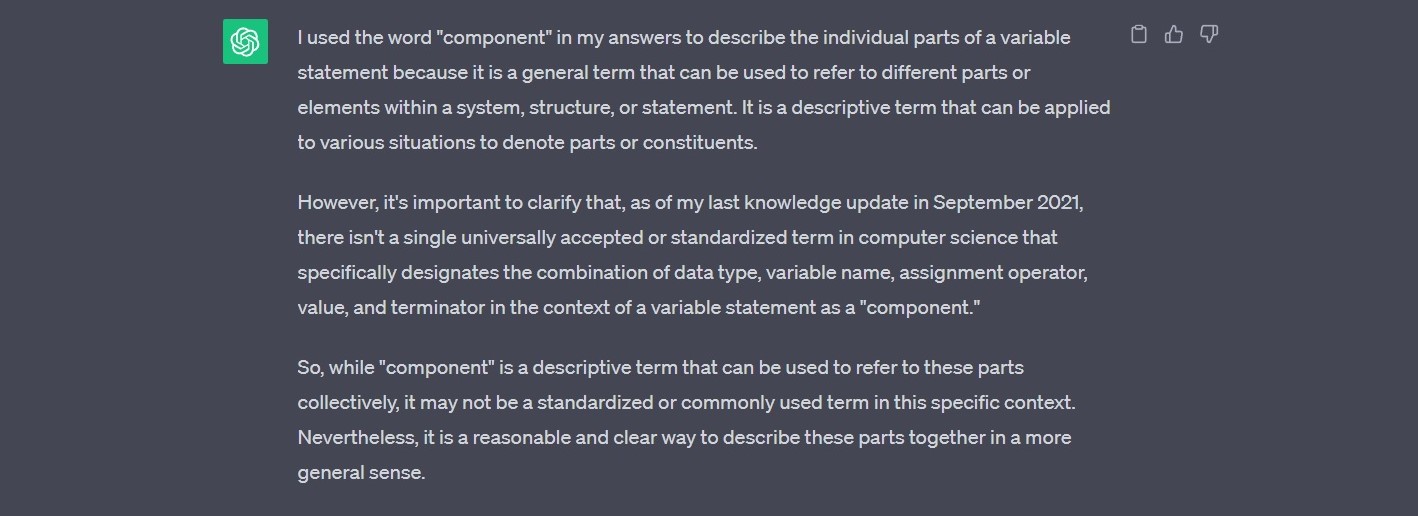 I used the word "component" in my answers to describe the individual parts of a variable
statement because it is a general term that can be used to refer to different parts or
elements within a system, structure, or statement. It is a descriptive term that can be applied
to various situations to denote parts or constituents.
However, it's important to clarify that, as of my last knowledge update in September 2021,
there isn't a single universally accepted or standardized term in computer science that
specifically designates the combination of data type, variable name, assignment operator,
value, and terminator in the context of a variable statement as a "component."
So, while "component" is a descriptive term that can be used to refer to these parts
collectively, it may not be a standardized or commonly used term in this specific context.
Nevertheless, it is a reasonable and clear way to describe these parts together in a more
general sense.